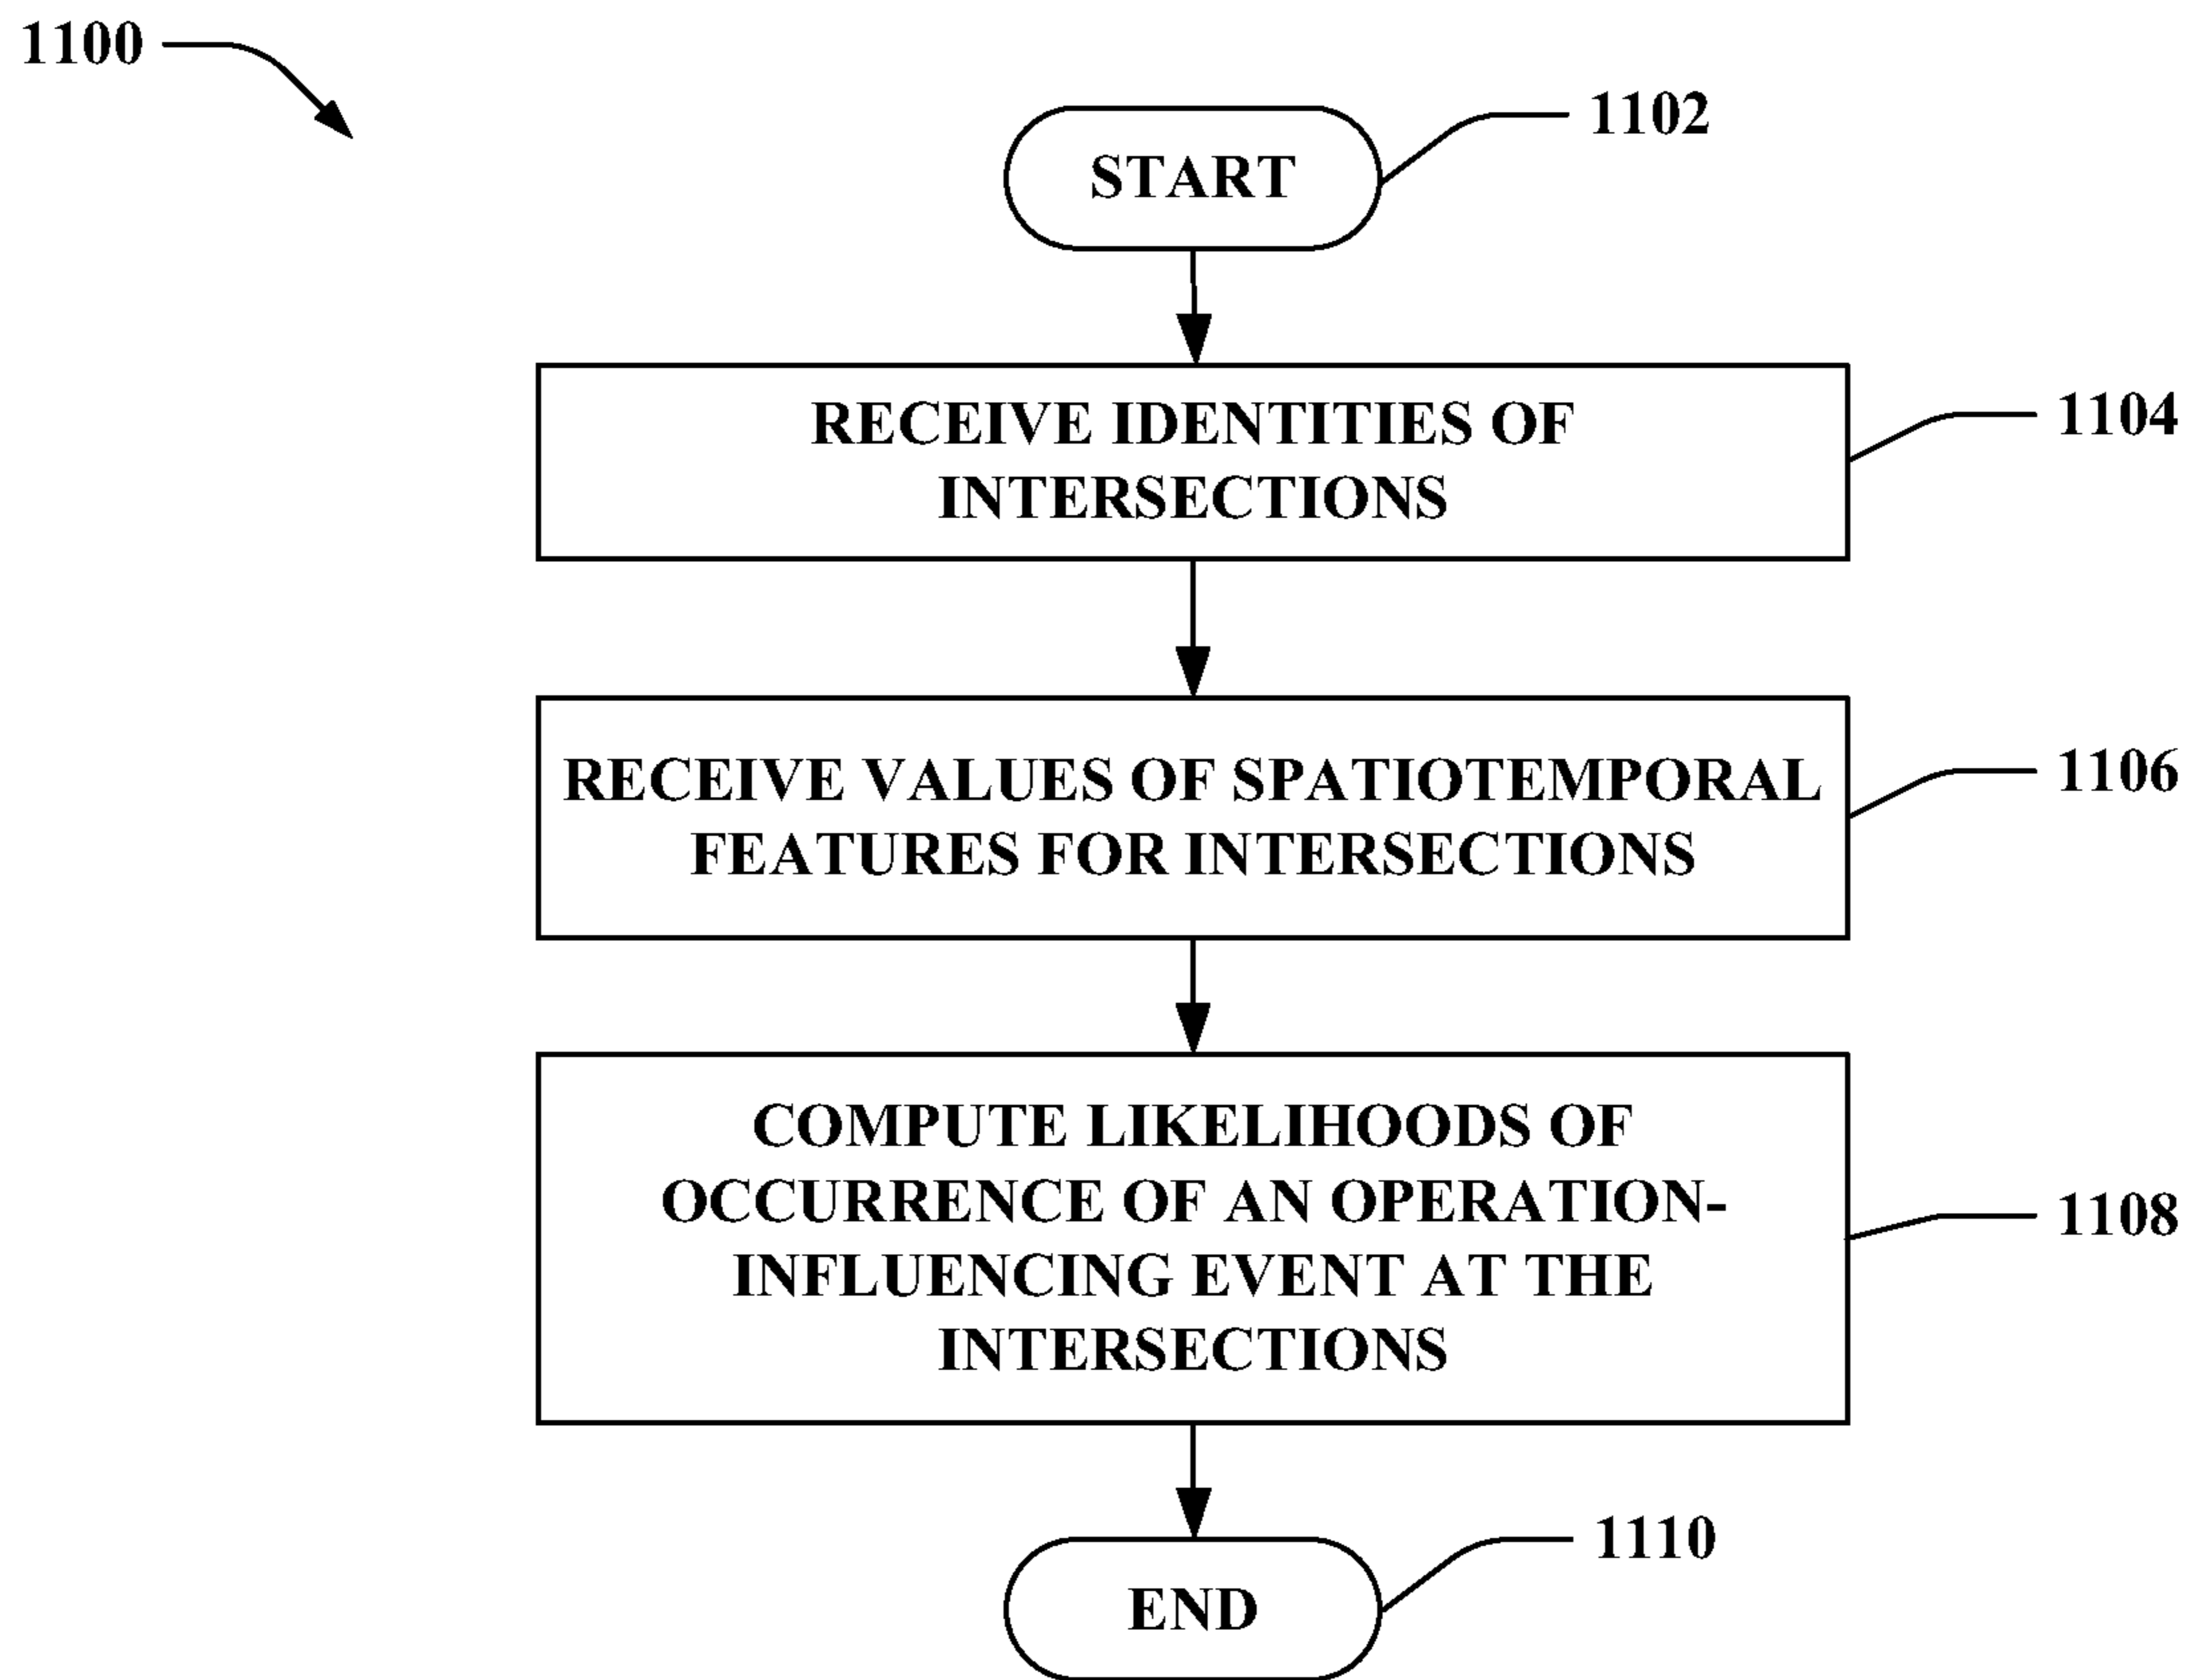 1100
1102
START
RECEIVE IDENTITIES OF
INTERSECTIONS
1104
RECEIVE VALUES OF SPATIOTEMPORAL
FEATURES FOR INTERSECTIONS
1106
COMPUTE LIKELIHOODS OF
OCCURRENCE OF AN OPERATION-
INFLUENCING EVENT AT THE
INTERSECTIONS
1108
1110
END